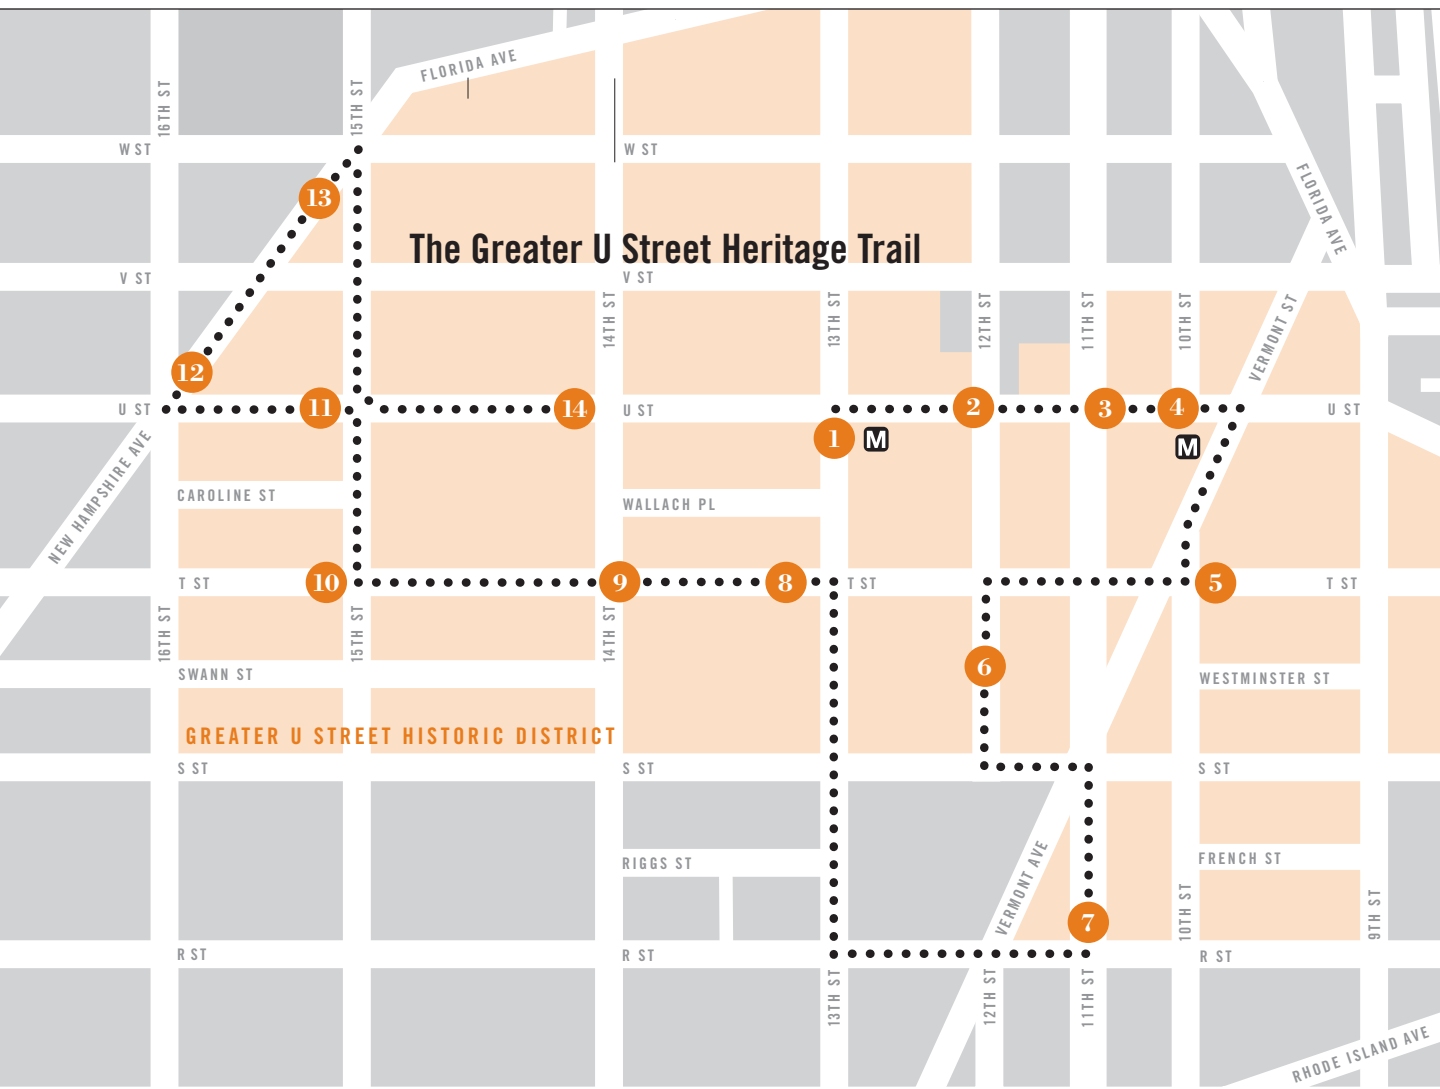 FLORIDA AVE
16TH ST
15TH ST
W ST
W ST
13
FLORIDA AVE
The Greater U Street Heritage Trail
V ST
V ST
14TH ST
13TH ST
12TH ST
11TH ST
10TH ST
VERMONT ST
12
U ST
11
14
U ST
1
M
2
3
4
M
U ST
NEW HAMPSHIRE AVE
CAROLINE ST
WALLACH PL
T ST
10
9
8
T ST
5
T ST
16TH ST
15TH ST
14TH ST
6
SWANN ST
WESTMINSTER ST
GREATER U STREET HISTORIC DISTRICT
S ST
S ST
S ST
RIGGS ST
VERMONT AVE
FRENCH ST
7
10TH ST
9TH ST
R ST
R ST
R ST
13TH ST
12TH ST
11TH ST
RHODE ISLAND AVE